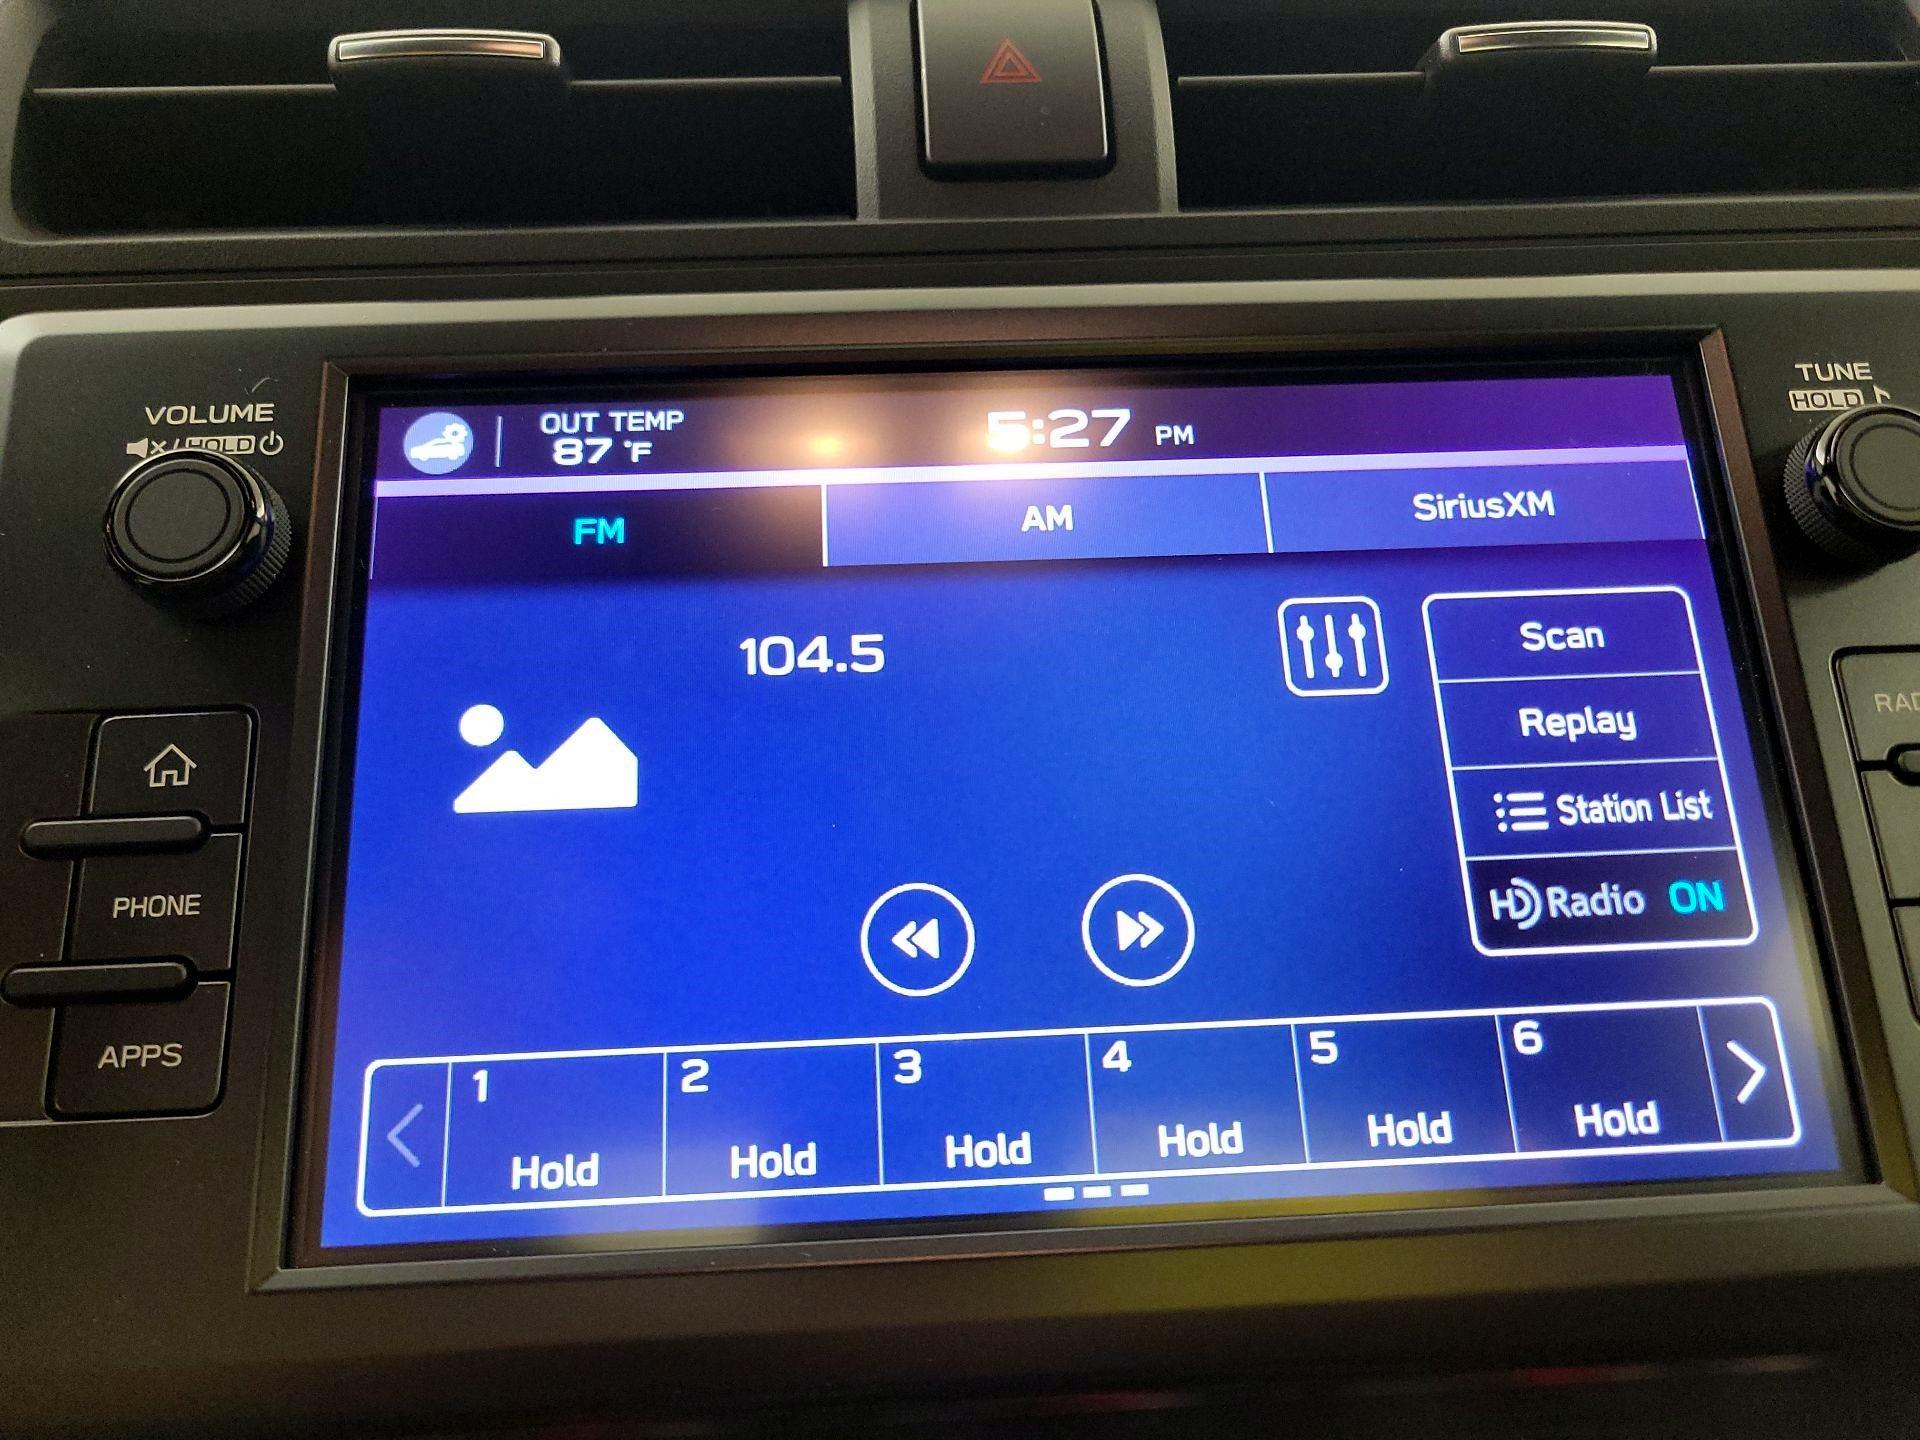 VOLUME
HOLD
TUNE
HOLD
OUT TEMP
87 °F
5:27 PM
FM
AM
SiriusXM
104.5
Scan
Replay
Station List
HD Radio ON
PHONE
APPS
1
2
3
4
5
6
Hold
Hold
Hold
Hold
Hold
Hold